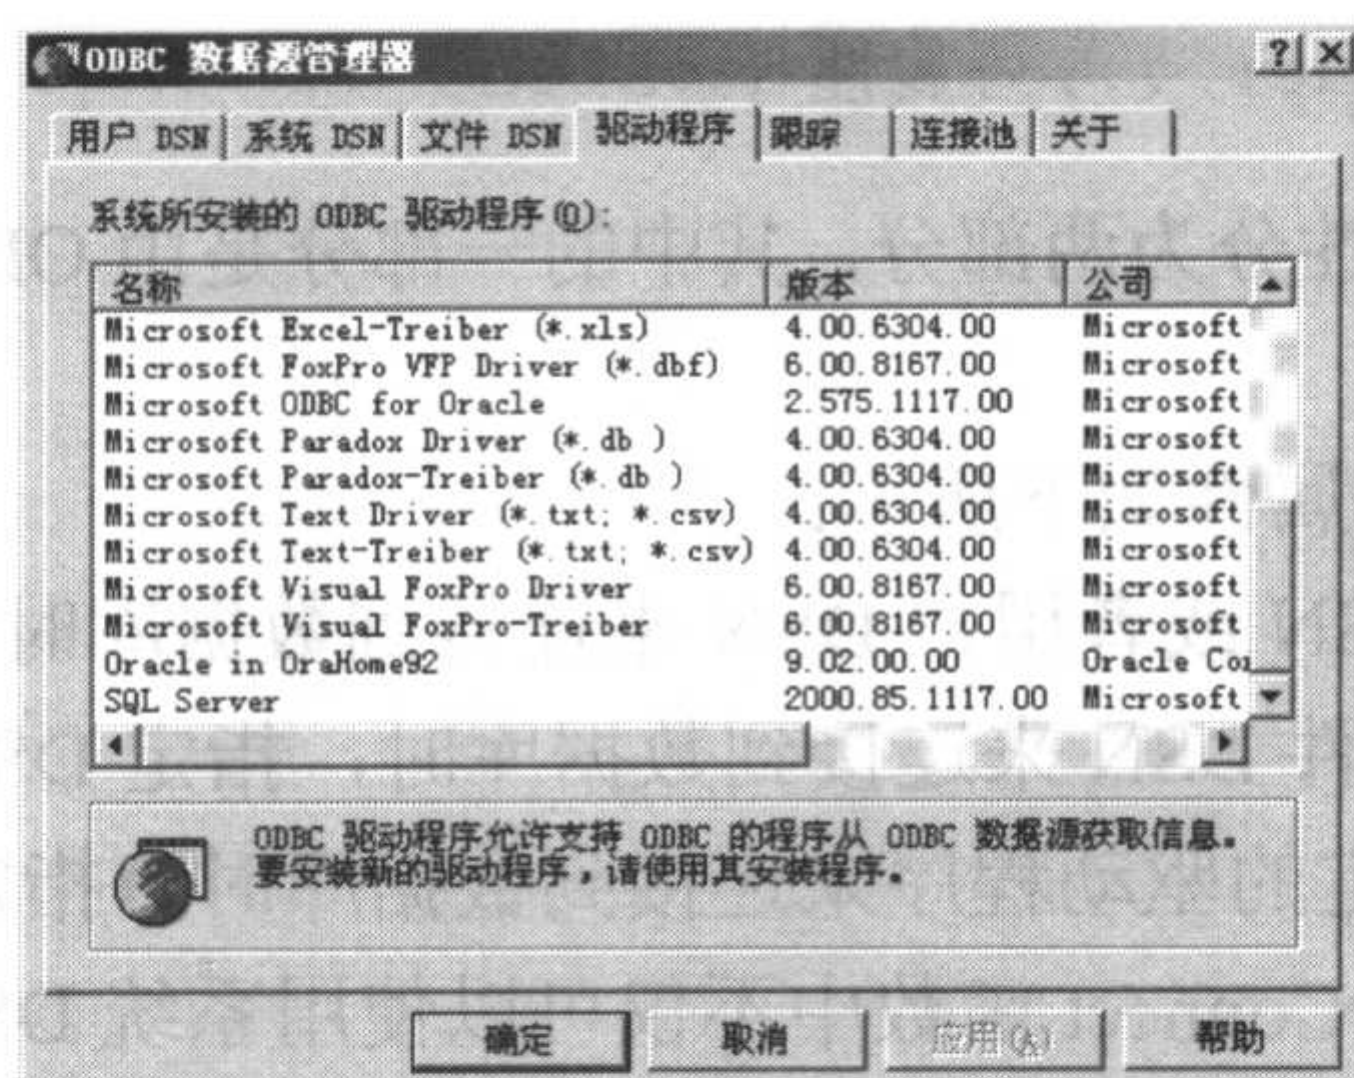 ODBC 数据源管理器
用户 DSN 系统 DSN 文件 DSN 驱动程序 跟踪 连接池 关于
系统所安装的 ODBC 驱动程序(O):
名称 版本 公司
Microsoft Excel-Treiber (*.xls) 4.00.6304.00 Microsoft
Microsoft FoxPro VFP Driver (*.dbf) 6.00.8167.00 Microsoft
Microsoft ODBC for Oracle 2.575.1117.00 Microsoft
Microsoft Paradox Driver (*.db ) 4.00.6304.00 Microsoft
Microsoft Paradox-Treiber (*.db ) 4.00.6304.00 Microsoft
Microsoft Text Driver (*.txt; *.csv) 4.00.6304.00 Microsoft
Microsoft Text-Treiber (*.txt; *.csv) 4.00.6304.00 Microsoft
Microsoft Visual FoxPro Driver 6.00.8167.00 Microsoft
Microsoft Visual FoxPro-Treiber 6.00.8167.00 Microsoft
Oracle in OraHome92 9.02.00.00 Oracle Cor
SQL Server 2000.85.1117.00 Microsoft
ODBC 驱动程序允许支持 ODBC 的程序从 ODBC 数据源获取信息。
要安装新的驱动程序，请使用其安装程序。
确定 取消 应用(A) 帮助